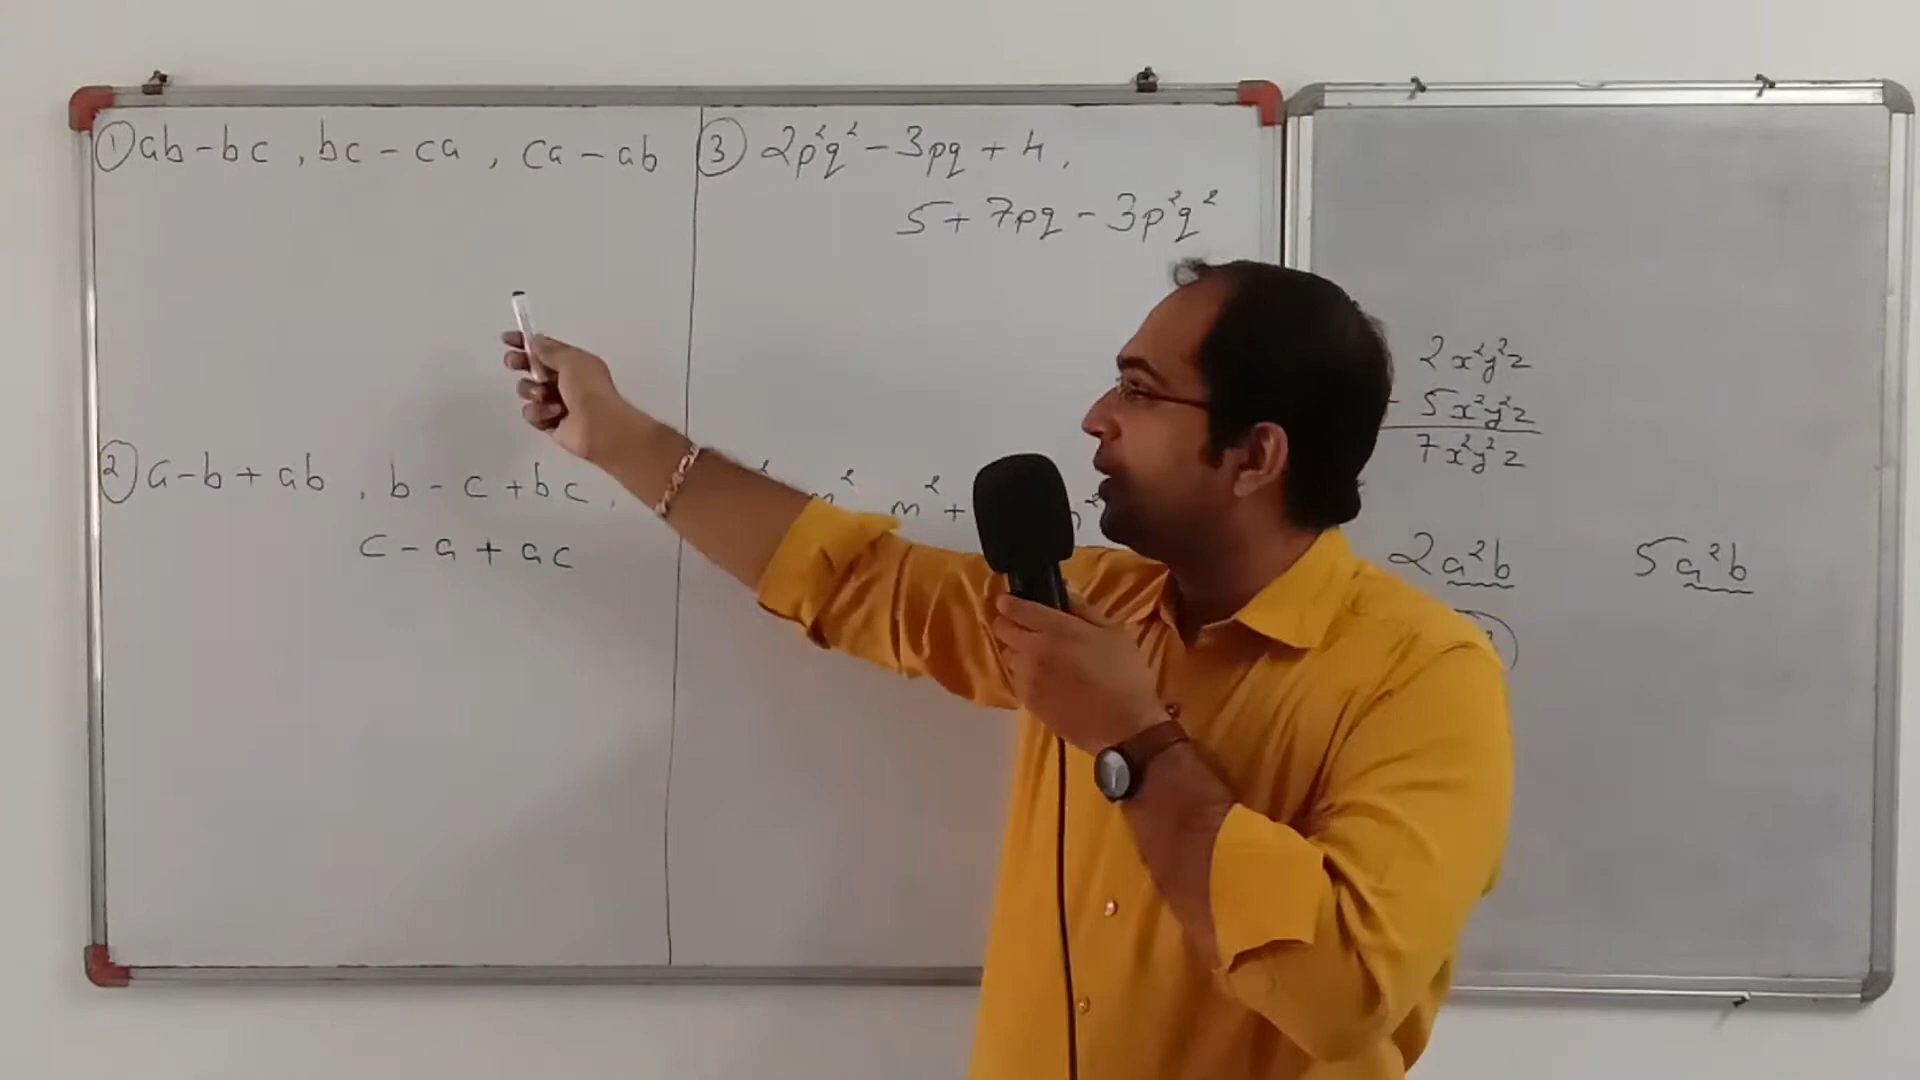 ① ab-bc, bc-ca, ca-ab
② a-b+ab, b-c+bc,
c-a+ac
③ 2p²q²-3pq+4,
5+7pq-3p²q²
2x²y²z
5x²y²z
7x²y²z
2a²b 5a²b